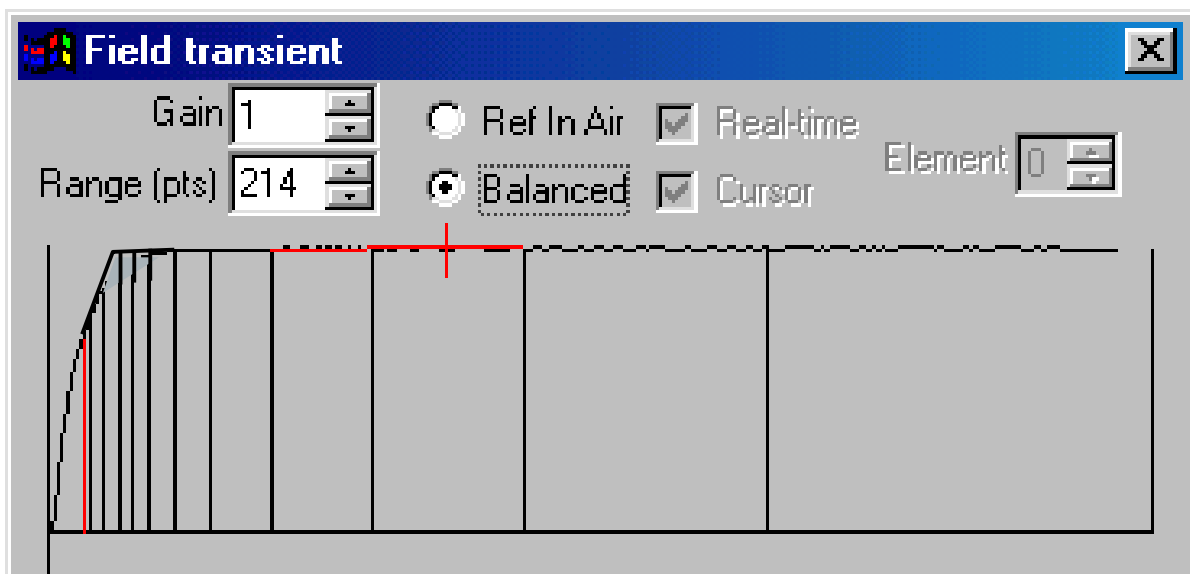 Field transient
Gain 1 Ref In Air Real-time
Element 0
Range (pts) 214 Balanced Cursor